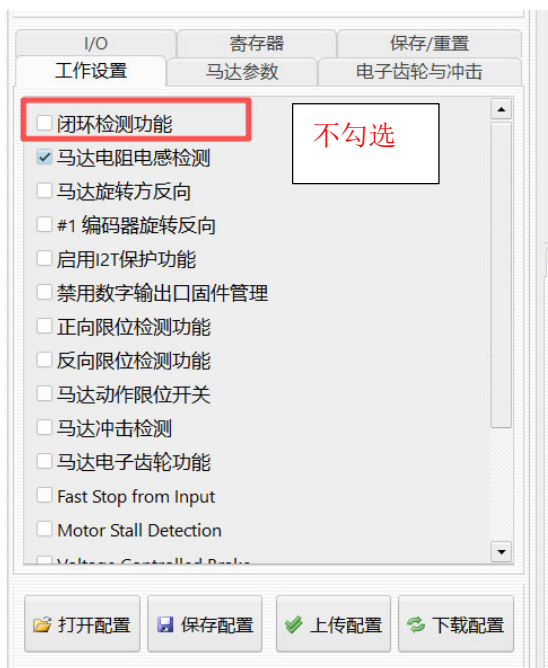 I/O 寄存器 保存/重置
工作设置 马达参数 电子齿轮与冲击
闭环检测功能
不勾选
马达电阻电感检测
马达旋转方反向
#1 编码器旋转反向
启用I2T保护功能
禁用数字输出口固件管理
正向限位检测功能
反向限位检测功能
马达动作限位开关
马达冲击检测
马达电子齿轮功能
Fast Stop from Input
Motor Stall Detection
Voltage Controlled Brake
打开配置 保存配置 上传配置 下载配置